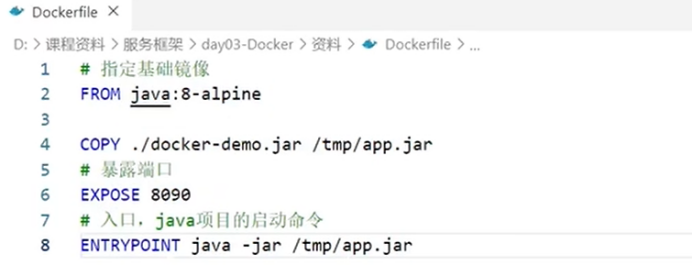 Dockerfile ×
D: > 课程资料 > 服务框架 > day03-Docker > 资料 > Dockerfile > ...
1 # 指定基础镜像
2 FROM java:8-alpine
3
4 COPY ./docker-demo.jar /tmp/app.jar
5 # 暴露端口
6 EXPOSE 8090
7 # 入口，java项目的启动命令
8 ENTRYPOINT java -jar /tmp/app.jar